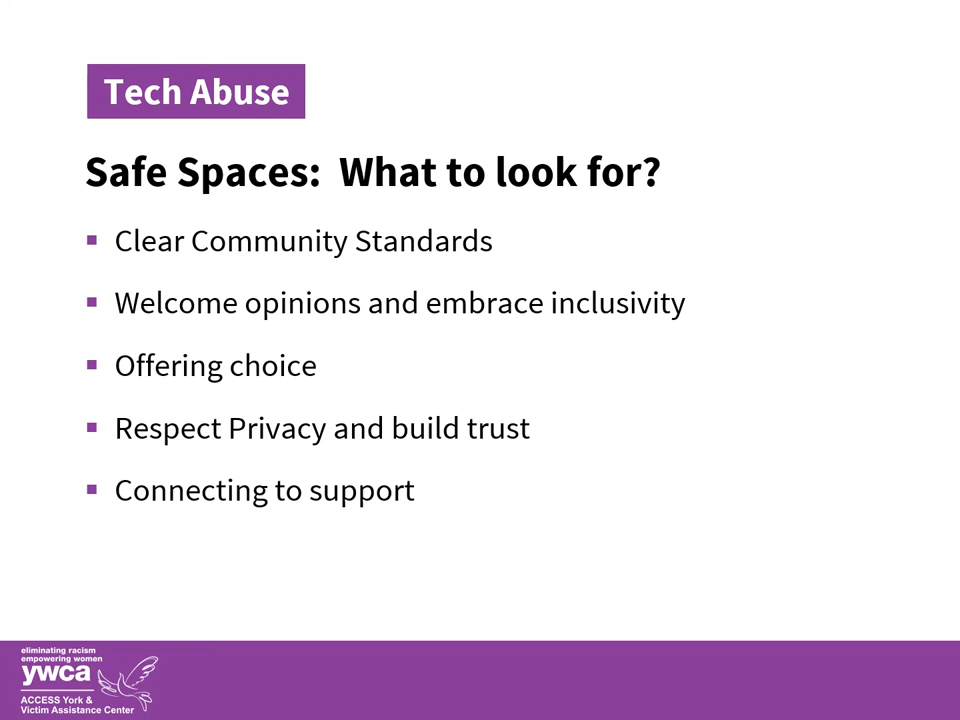 Tech Abuse
Safe Spaces: What to look for?
▪ Clear Community Standards
▪ Welcome opinions and embrace inclusivity
▪ Offering choice
▪ Respect Privacy and build trust
▪ Connecting to support
eliminating racism
empowering women
ywca
ACCESS York &
Victim Assistance Center